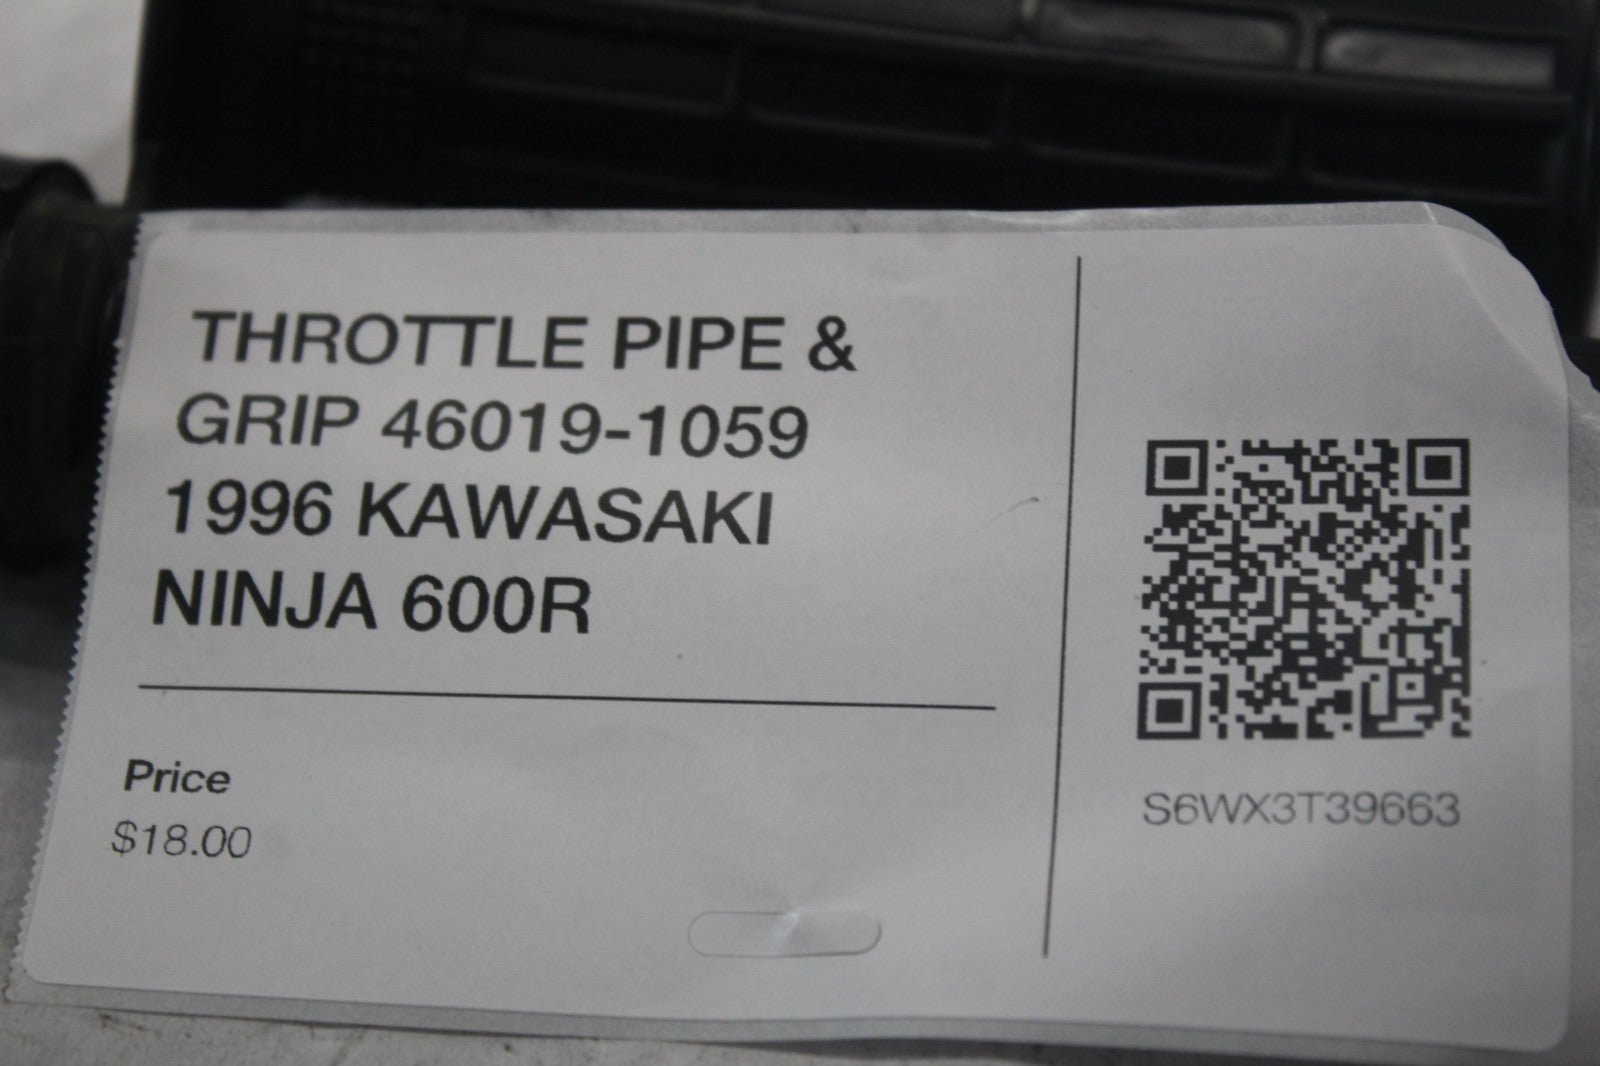 THROTTLE PIPE &
GRIP 46019-1059
1996 KAWASAKI
NINJA 600R
Price
$18.00
S6WX3T39663